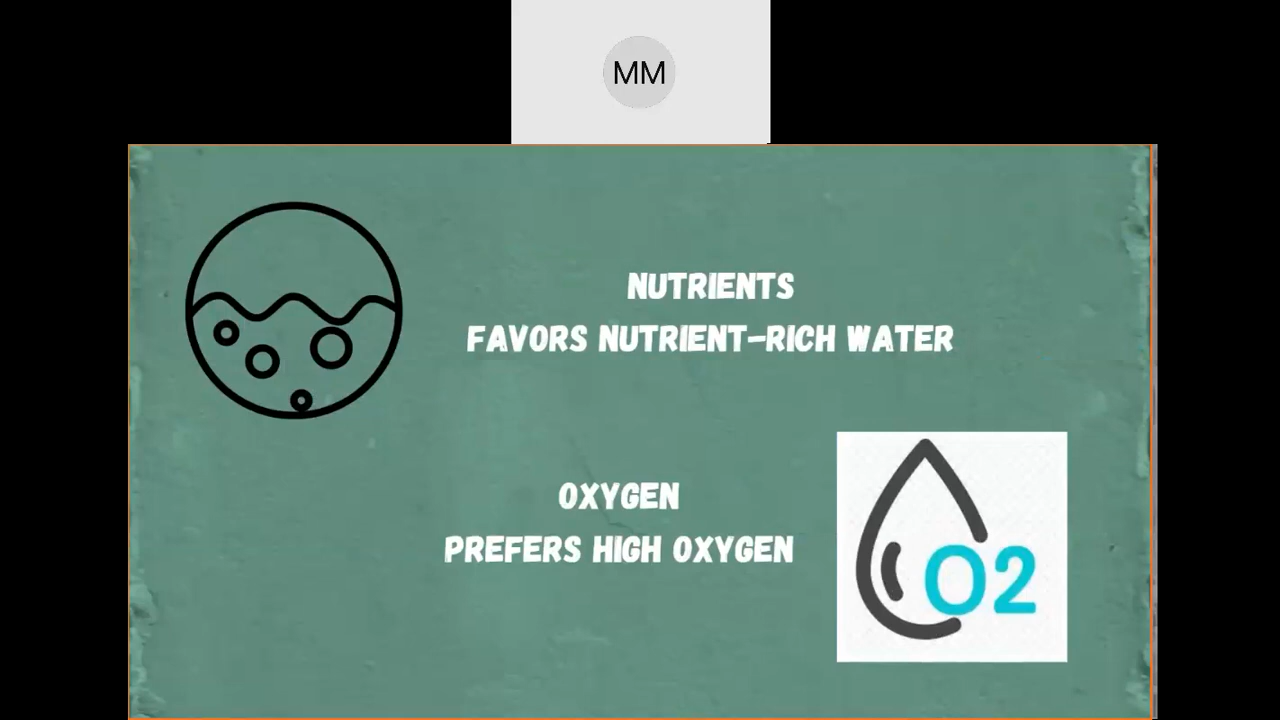 MM
NUTRIENTS
FAVORS NUTRIENT-RICH WATER
OXYGEN
PREFERS HIGH OXYGEN
O2